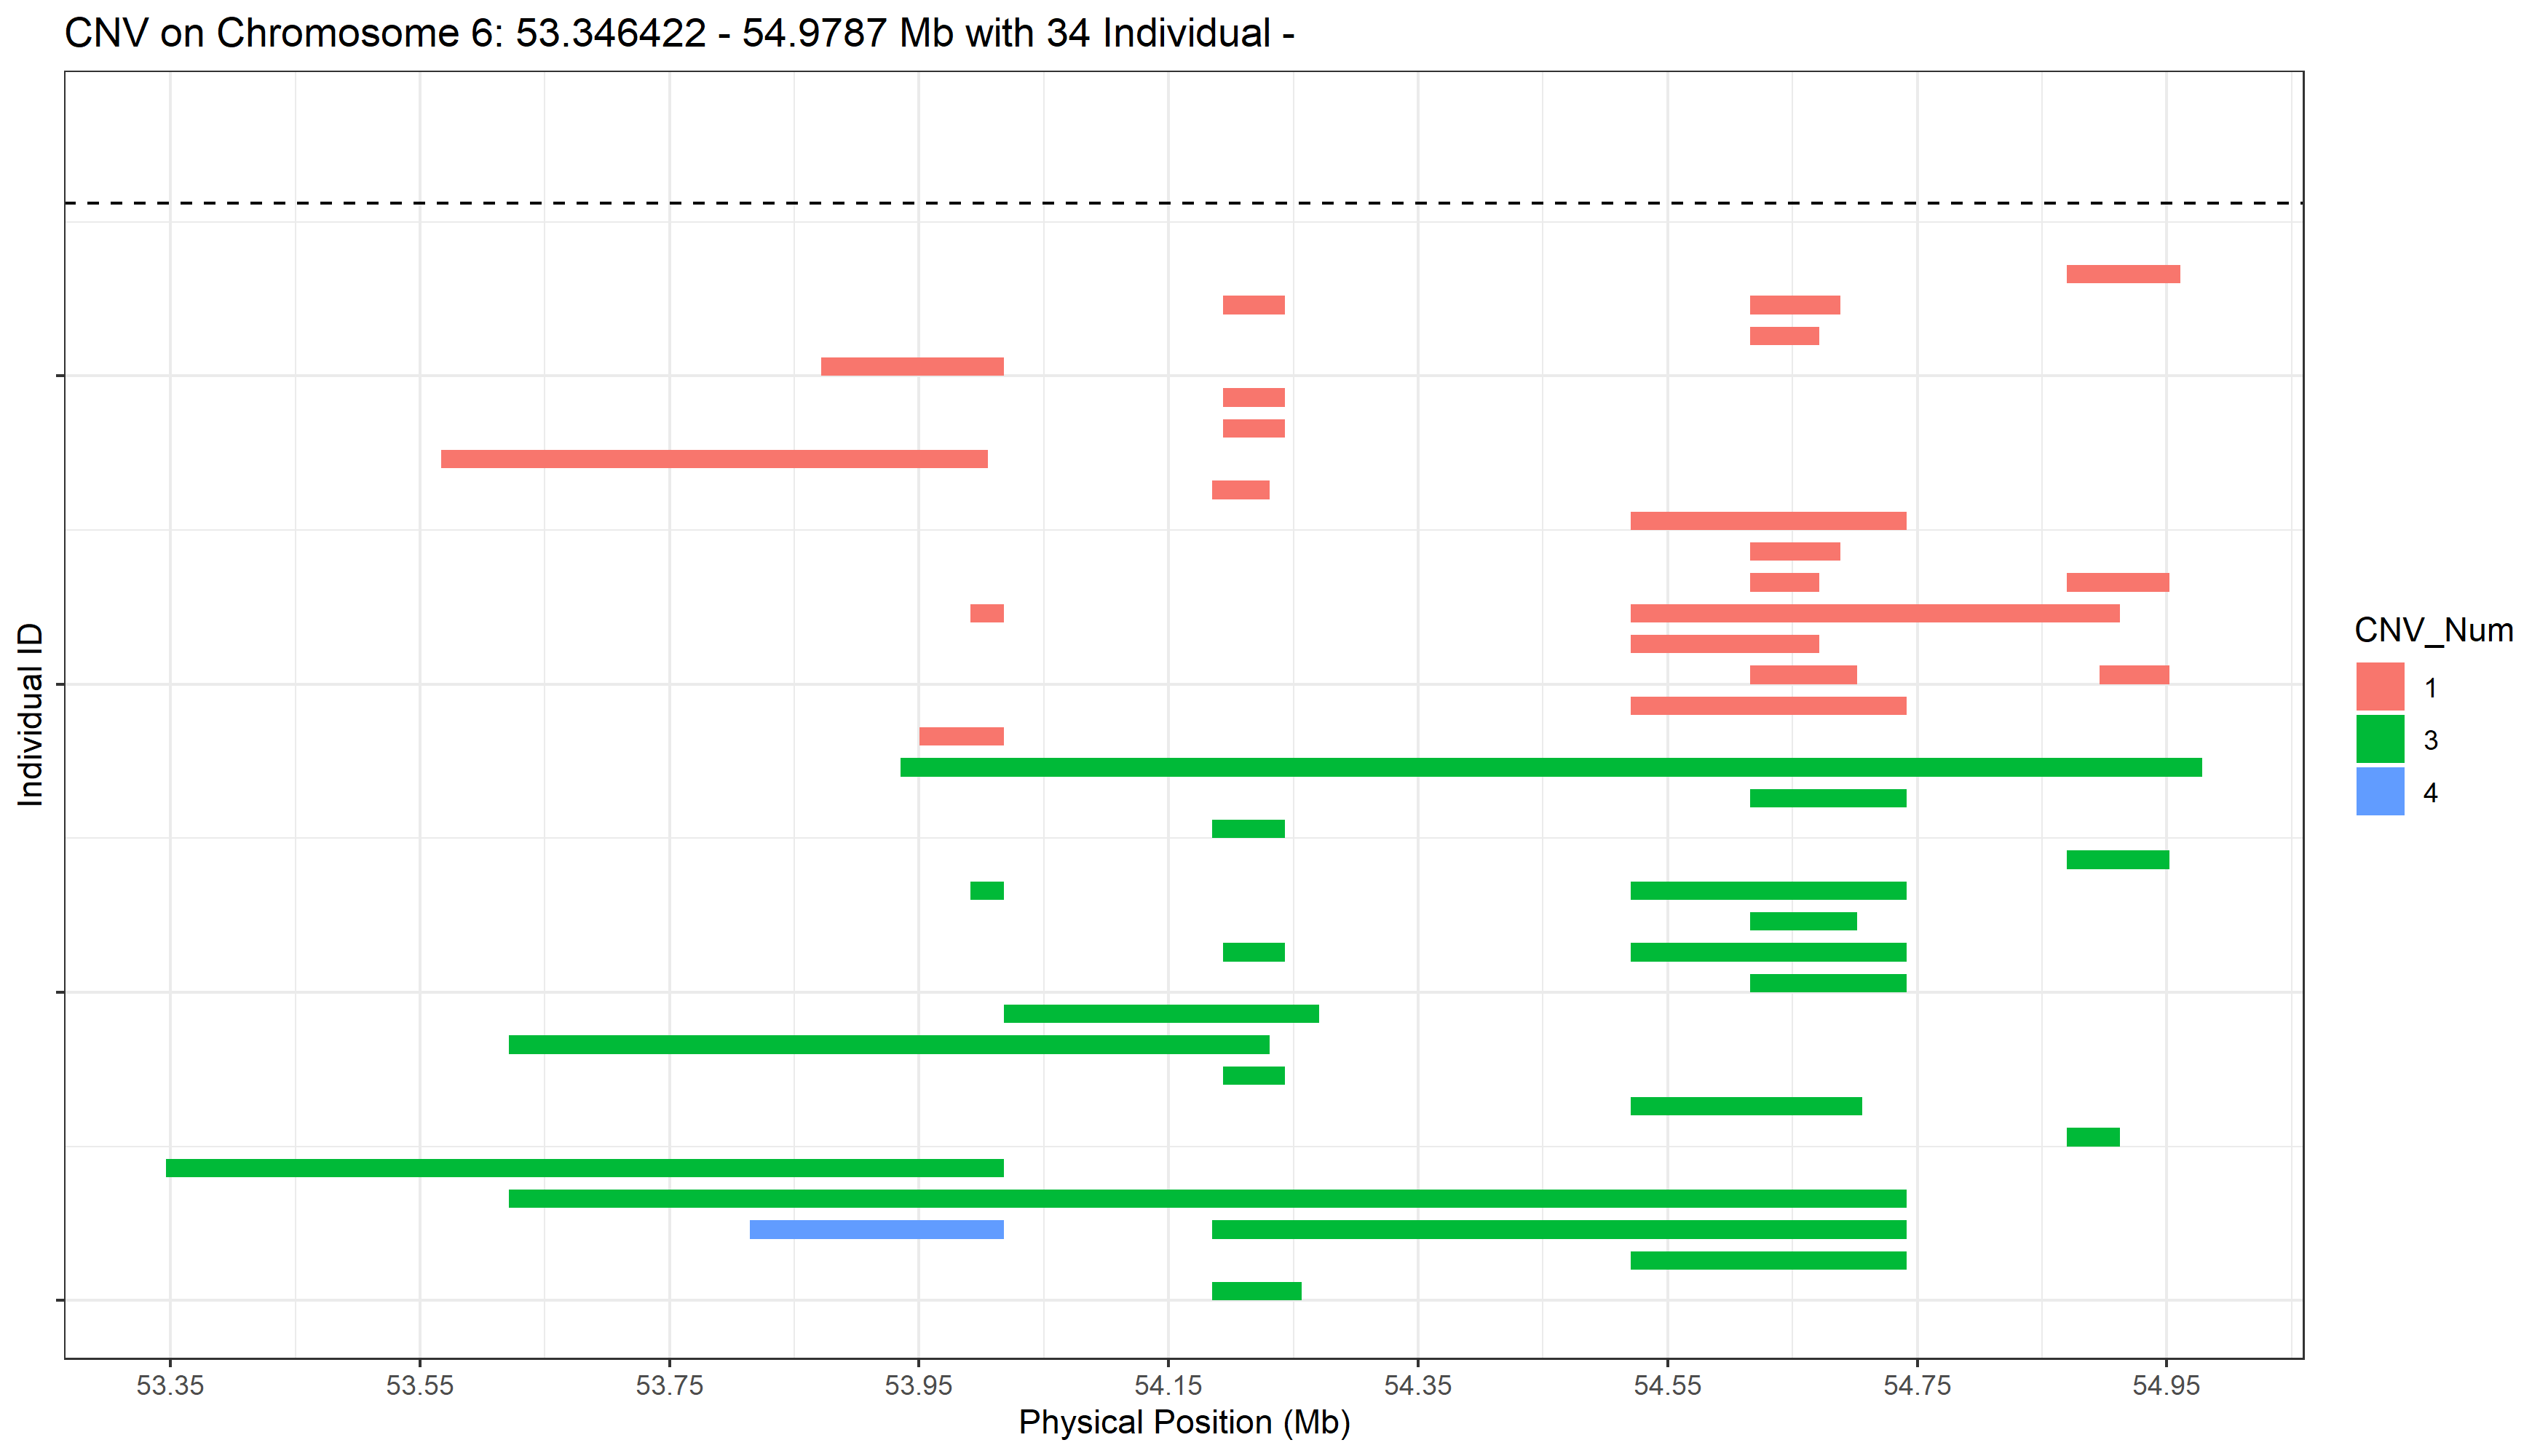 CNV on Chromosome 6: 53.346422 - 54.9787 Mb with 34 Individual -
Individual ID
CNV_Num
1
3
4
53.35 53.55 53.75 53.95 54.15 54.35 54.55 54.75 54.95
Physical Position (Mb)